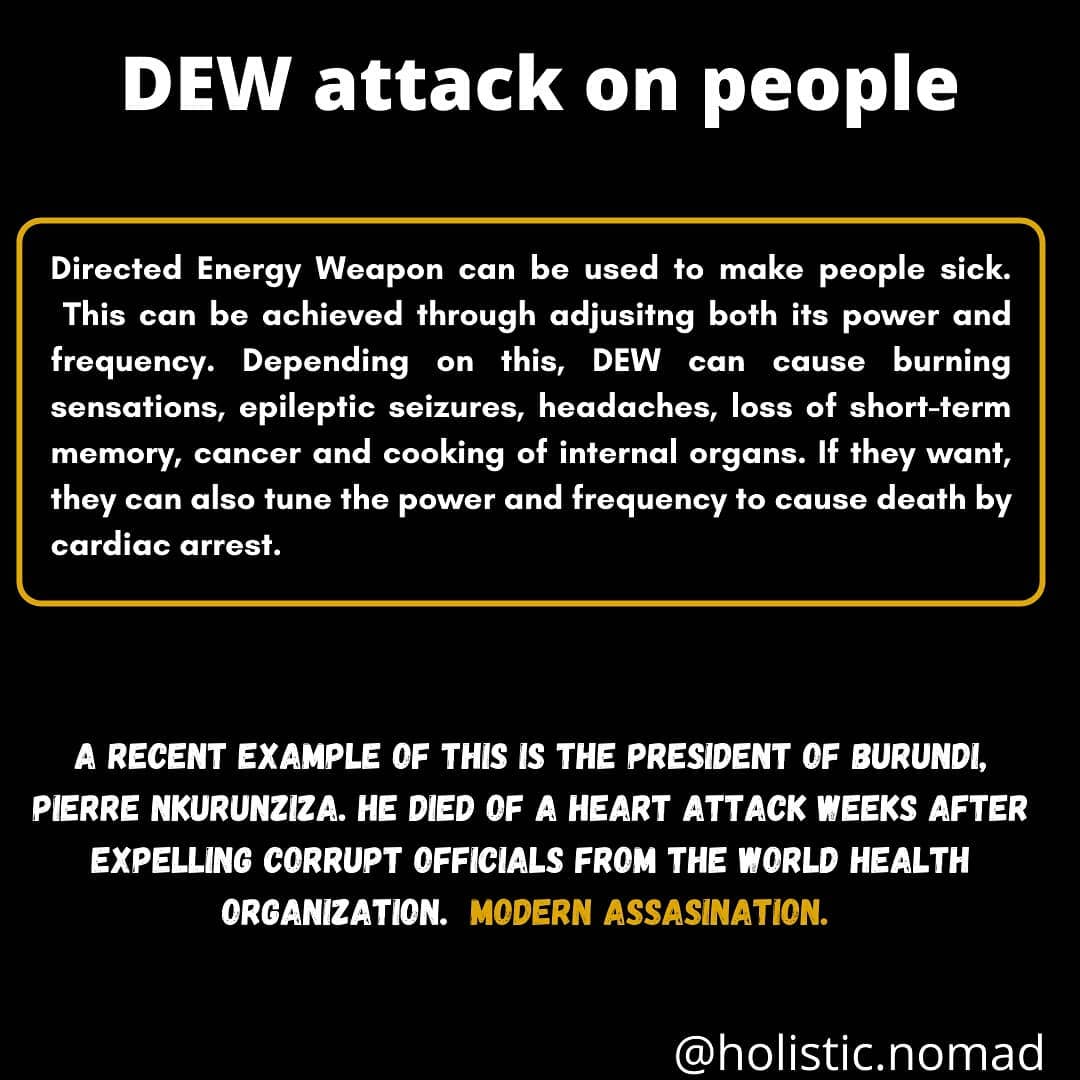 DEW attack on people
Directed Energy Weapon can be used to make people sick.
This can be achieved through adjusitng both its power and
frequency. Depending on this, DEW can cause burning
sensations, epileptic seizures, headaches, loss of short-term
memory, cancer and cooking of internal organs. If they want,
they can also tune the power and frequency to cause death by
cardiac arrest.
A RECENT EXAMPLE OF THIS IS THE PRESIDENT OF BURUNDI,
PIERRE NKURUNZIZA. HE DIED OF A HEART ATTACK WEEKS AFTER
EXPELLING CORRUPT OFFICIALS FROM THE WORLD HEALTH
ORGANIZATION. MODERN ASSASINATION.
@holistic.nomad